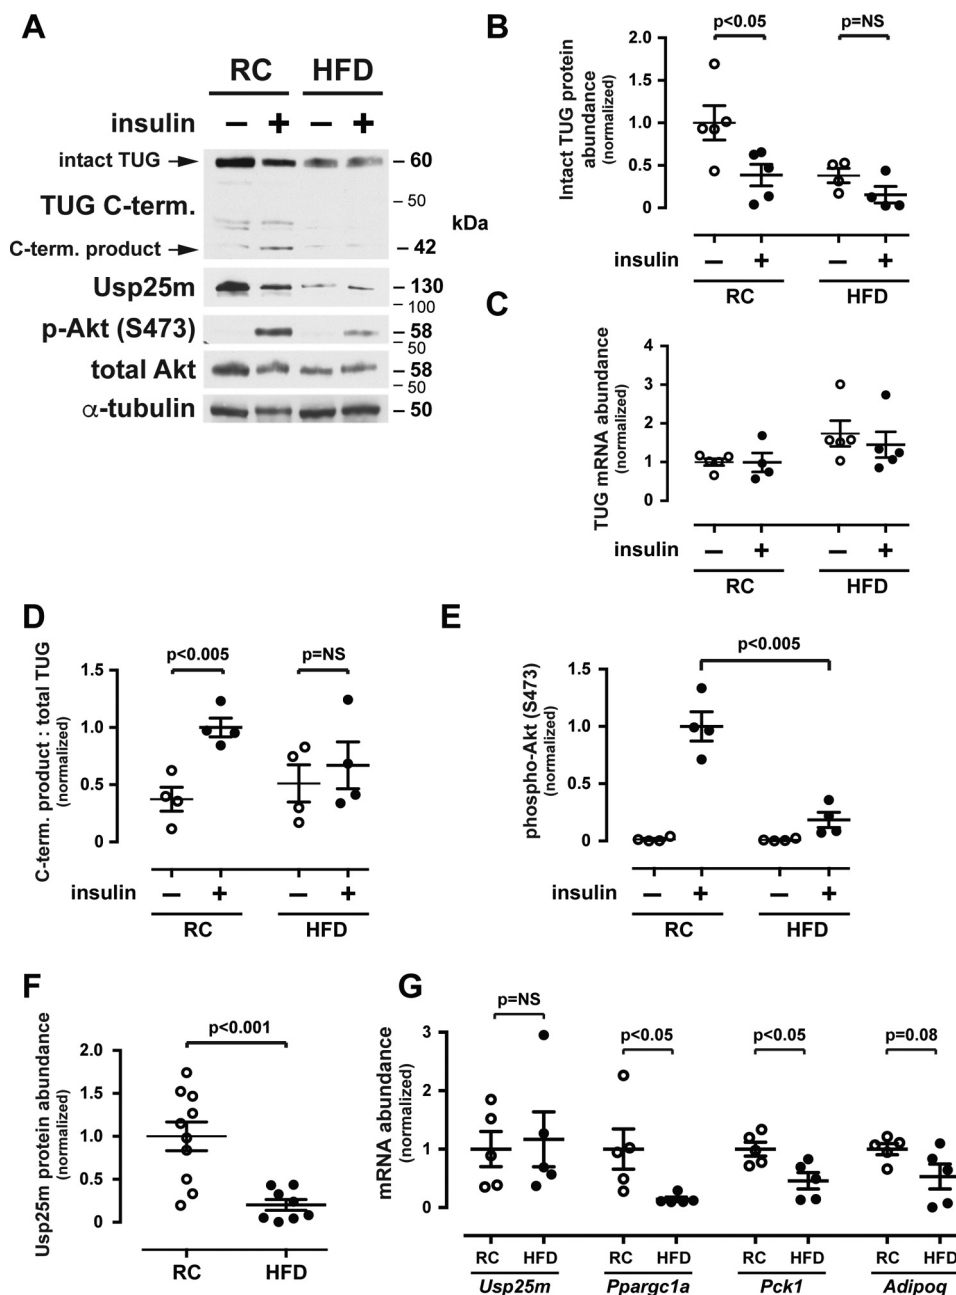 A
RC HFD
insulin − + − +
intact TUG
– 60
TUG C-term.
– 50
kDa
C-term. product
– 42
Usp25m
– 130
100
p-Akt (S473)
– 58
50
total Akt
– 58
50
α-tubulin
– 50
B
Intact TUG protein
abundance
(normalized)
p<0.05 p=NS
2.0
1.5
1.0
0.5
0
insulin − + − +
RC HFD
C
TUG mRNA abundance
(normalized)
4
3
2
1
0
insulin − + − +
RC HFD
D
C-term. product : total TUG
(normalized)
p<0.005 p=NS
1.5
1.0
0.5
0
insulin − + − +
RC HFD
E
phospho-Akt (S473)
(normalized)
p<0.005
1.5
1.0
0.5
0
insulin − + − +
RC HFD
F
Usp25m protein abundance
(normalized)
p<0.001
2.0
1.5
1.0
0.5
0
RC HFD
G
mRNA abundance
(normalized)
p=NS p<0.05 p<0.05 p=0.08
3
2
1
0
RC HFD RC HFD RC HFD RC HFD
Usp25m Ppargc1a Pck1 Adipoq